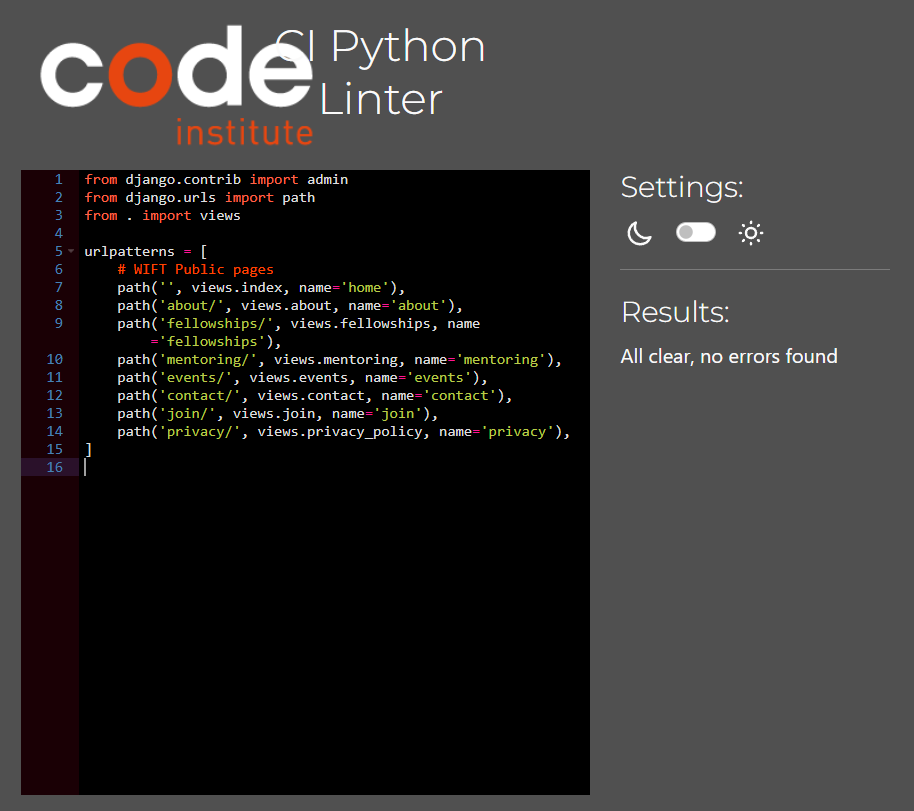 code
institute
CI Python
Linter
1 from django.contrib import admin
2 from django.urls import path
3 from . import views
4
5 urlpatterns = [
6     # WIFT Public pages
7     path('', views.index, name='home'),
8     path('about/', views.about, name='about'),
9     path('fellowships/', views.fellowships, name
        ='fellowships'),
10     path('mentoring/', views.mentoring, name='mentoring'),
11     path('events/', views.events, name='events'),
12     path('contact/', views.contact, name='contact'),
13     path('join/', views.join, name='join'),
14     path('privacy/', views.privacy_policy, name='privacy'),
15 ]
16
Settings:
Results:
All clear, no errors found